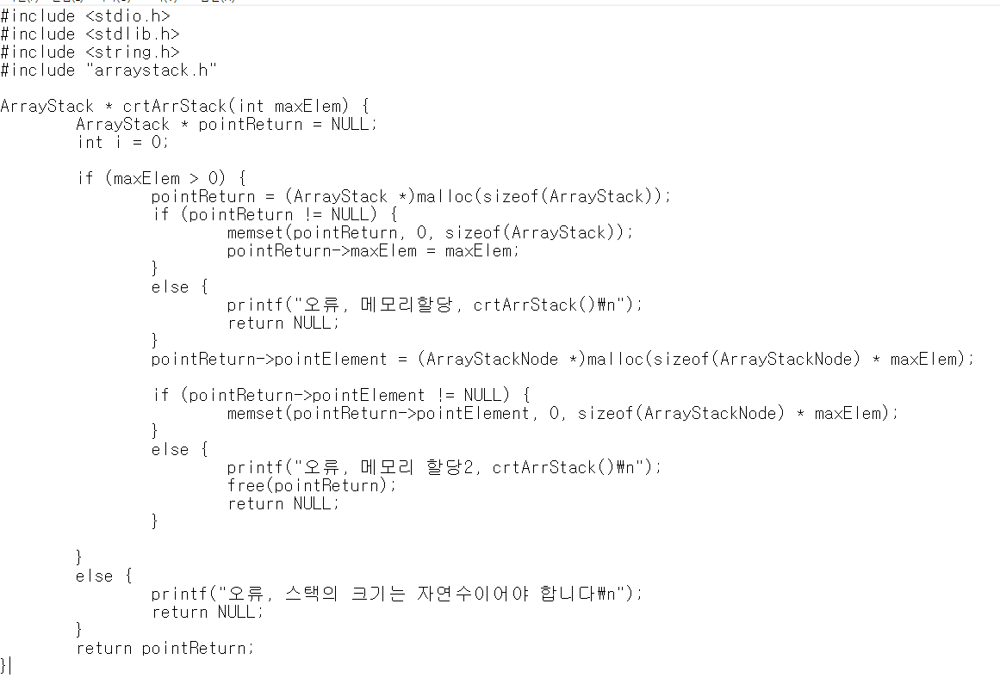 #include <stdio.h>
#include <stdlib.h>
#include <string.h>
#include "arraystack.h"
ArrayStack * crtArrStack(int maxElem) {
ArrayStack * pointReturn = NULL;
int i = 0;
if (maxElem > 0) {
pointReturn = (ArrayStack *)malloc(sizeof(ArrayStack));
if (pointReturn != NULL) {
memset(pointReturn, 0, sizeof(ArrayStack));
pointReturn->maxElem = maxElem;
}
else {
printf("오류, 메모리할당, crtArrStack()₩n");
return NULL;
}
pointReturn->pointElement = (ArrayStackNode *)malloc(sizeof(ArrayStackNode) * maxElem);
if (pointReturn->pointElement != NULL) {
memset(pointReturn->pointElement, 0, sizeof(ArrayStackNode) * maxElem);
}
else {
printf("오류, 메모리 할당2, crtArrStack()₩n");
free(pointReturn);
return NULL;
}
}
else {
printf("오류, 스택의 크기는 자연수이어야 합니다₩n");
return NULL;
}
return pointReturn;
}